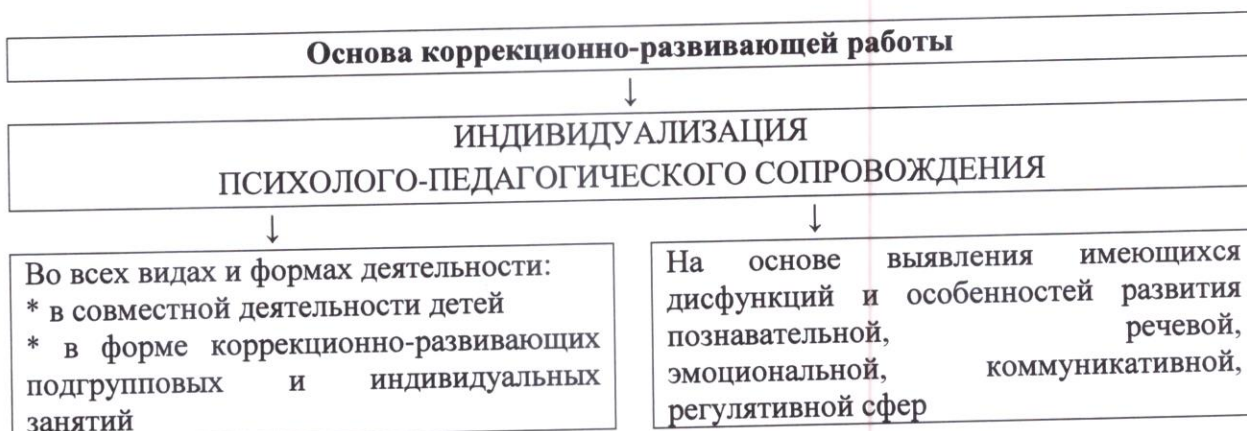 Основа коррекционно-развивающей работы
↓
ИНДИВИДУАЛИЗАЦИЯ
ПСИХОЛОГО-ПЕДАГОГИЧЕСКОГО СОПРОВОЖДЕНИЯ
↓ ↓
Во всех видах и формах деятельности:
* в совместной деятельности детей
* в форме коррекционно-развивающих
подгрупповых и индивидуальных
занятий
На основе выявления имеющихся
дисфункций и особенностей развития
познавательной, речевой,
эмоциональной, коммуникативной,
регулятивной сфер